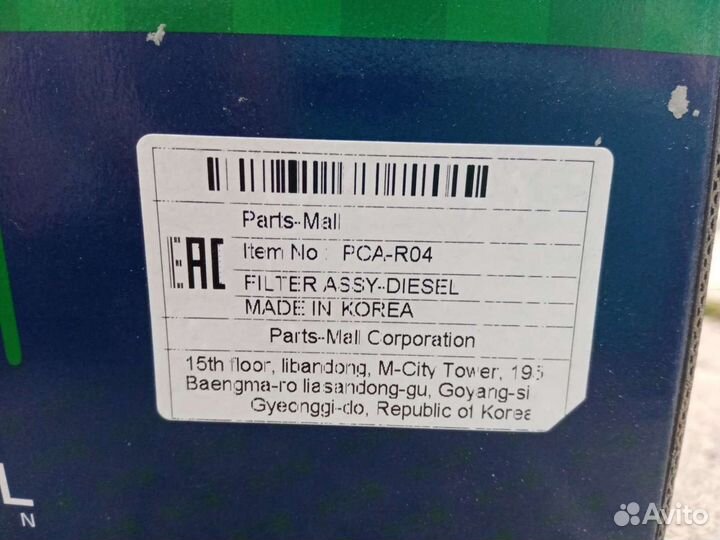 Parts-Mall
EAC
Item No : PCA-R04
FILTER ASSY-DIESEL
MADE IN KOREA
Parts-Mall Corporation
15th floor, libandong, M-City Tower, 195
Baengma-ro Iiasandong-gu, Goyang-si
Gyeonggi-do, Republic of Korea
L
N
Avito